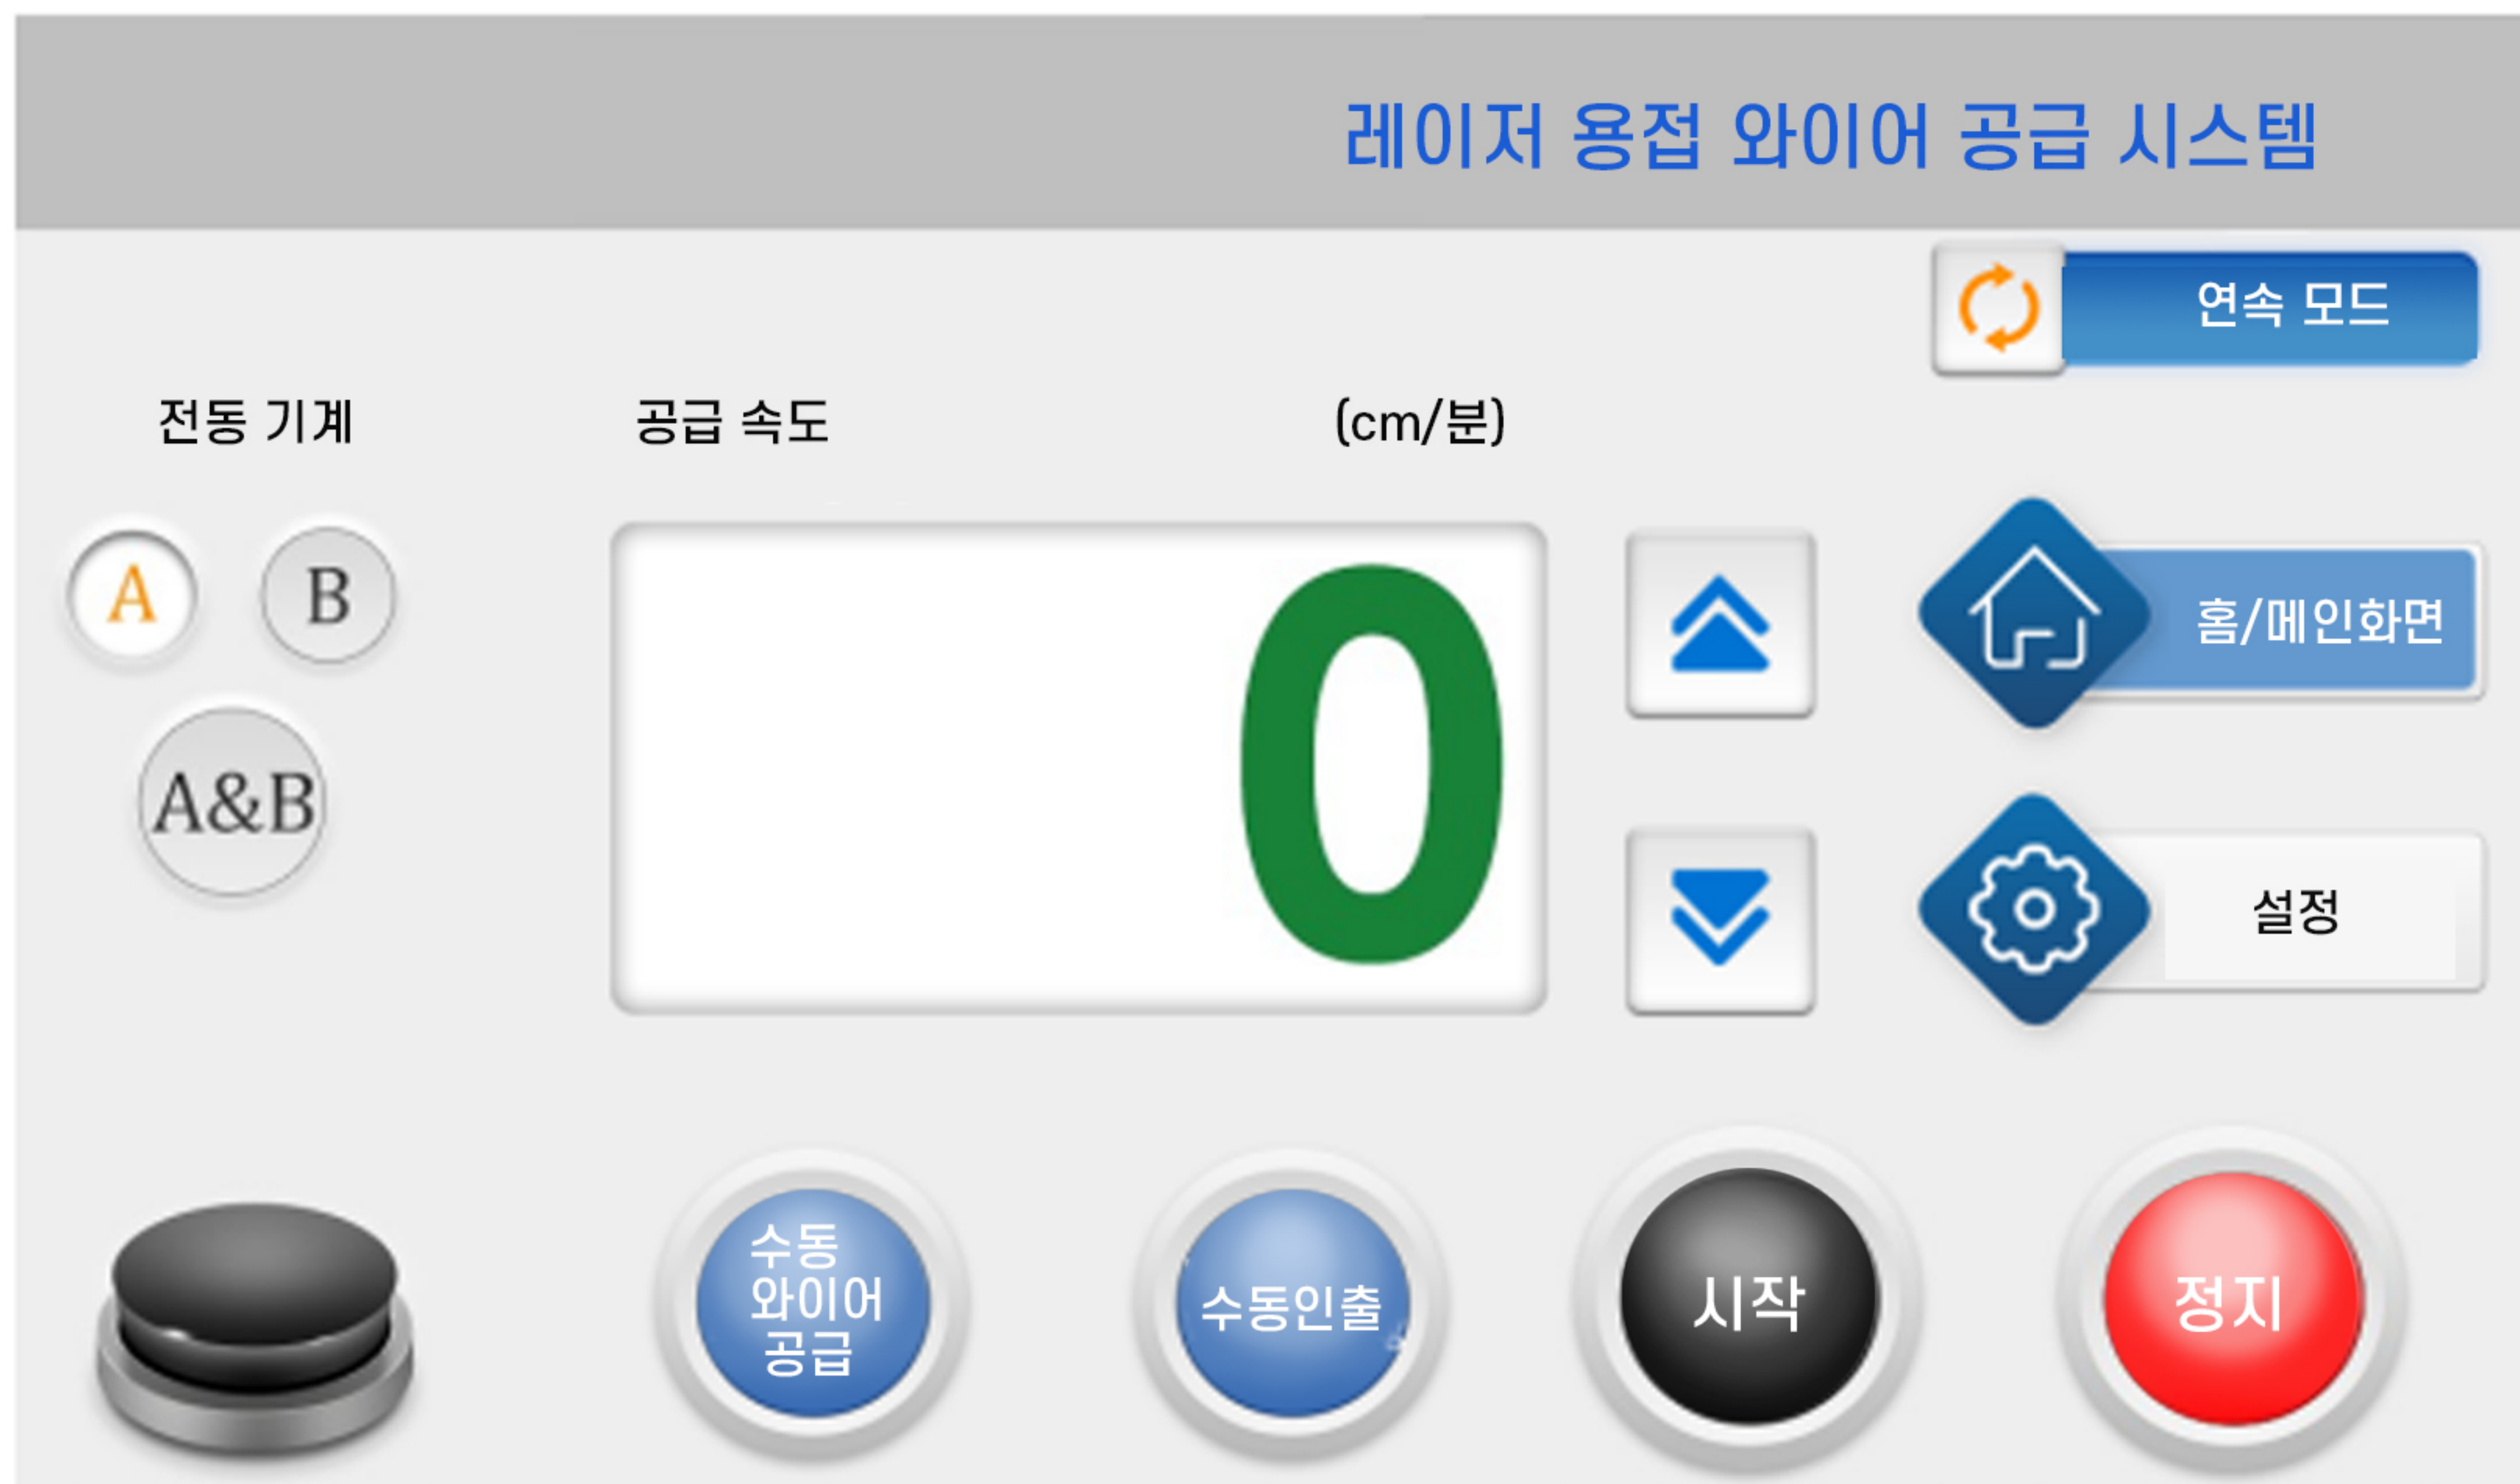 레이저 용접 와이어 공급 시스템
연속 모드
전동 기계
공급 속도
(cm/분)
A
B
A&B
0
홈/메인화면
설정
수동
와이어
공급
수동인출
시작
정지